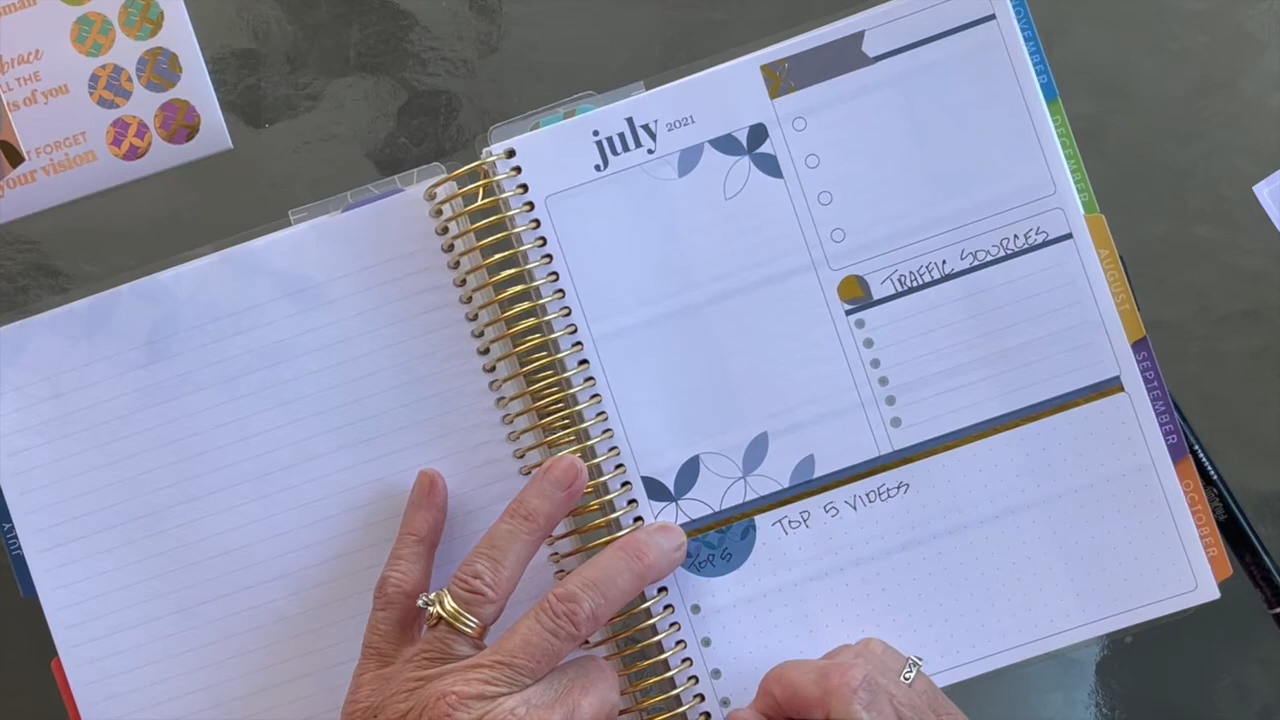 brace
LL THE
ts of you
T FORGET
your vision
july 2021
TRAFFIC SOURCES
TOP 5 VIDEOS
TOP 5
NOVEMBER
DECEMBER
AUGUST
SEPTEMBER
OCTOBER
JULY